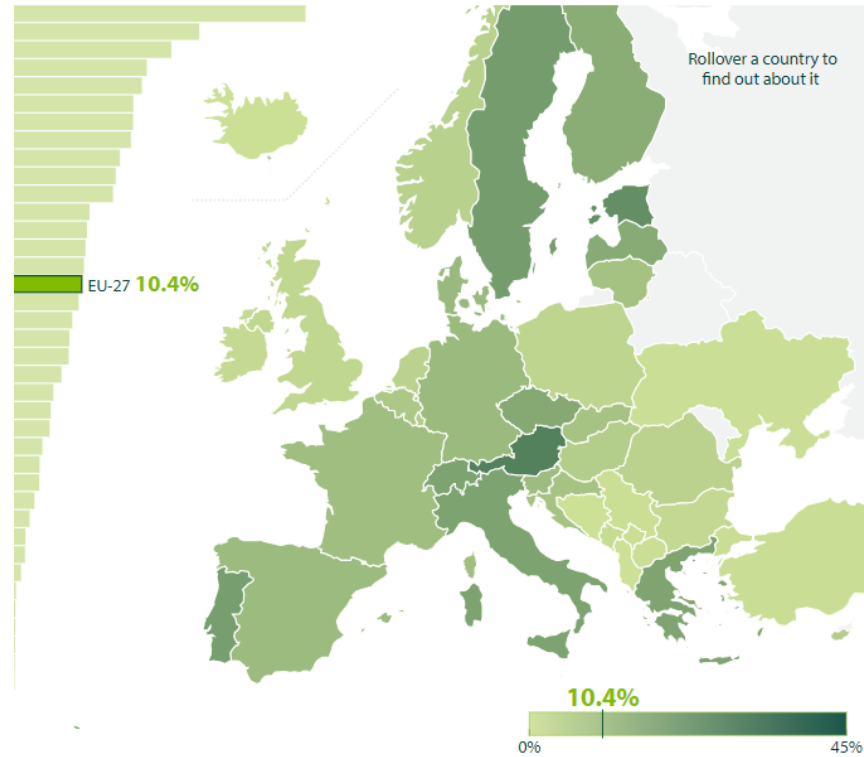 Rollover a country to
find out about it
EU-27 10.4%
10.4%
0%
45%